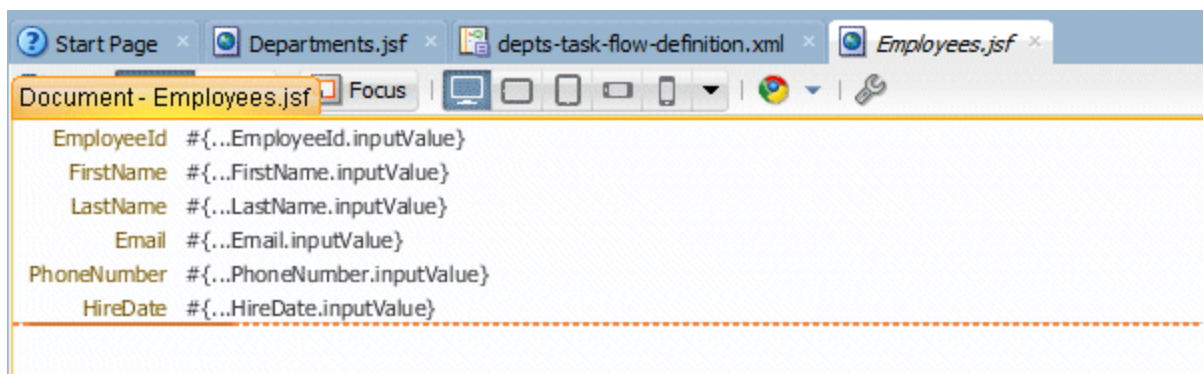 Start Page Departments.jsf depts-task-flow-definition.xml Employees.jsf
Document - Employees.jsf Focus
EmployeeId #{...EmployeeId.inputValue}
FirstName #{...FirstName.inputValue}
LastName #{...LastName.inputValue}
Email #{...Email.inputValue}
PhoneNumber #{...PhoneNumber.inputValue}
HireDate #{...HireDate.inputValue}